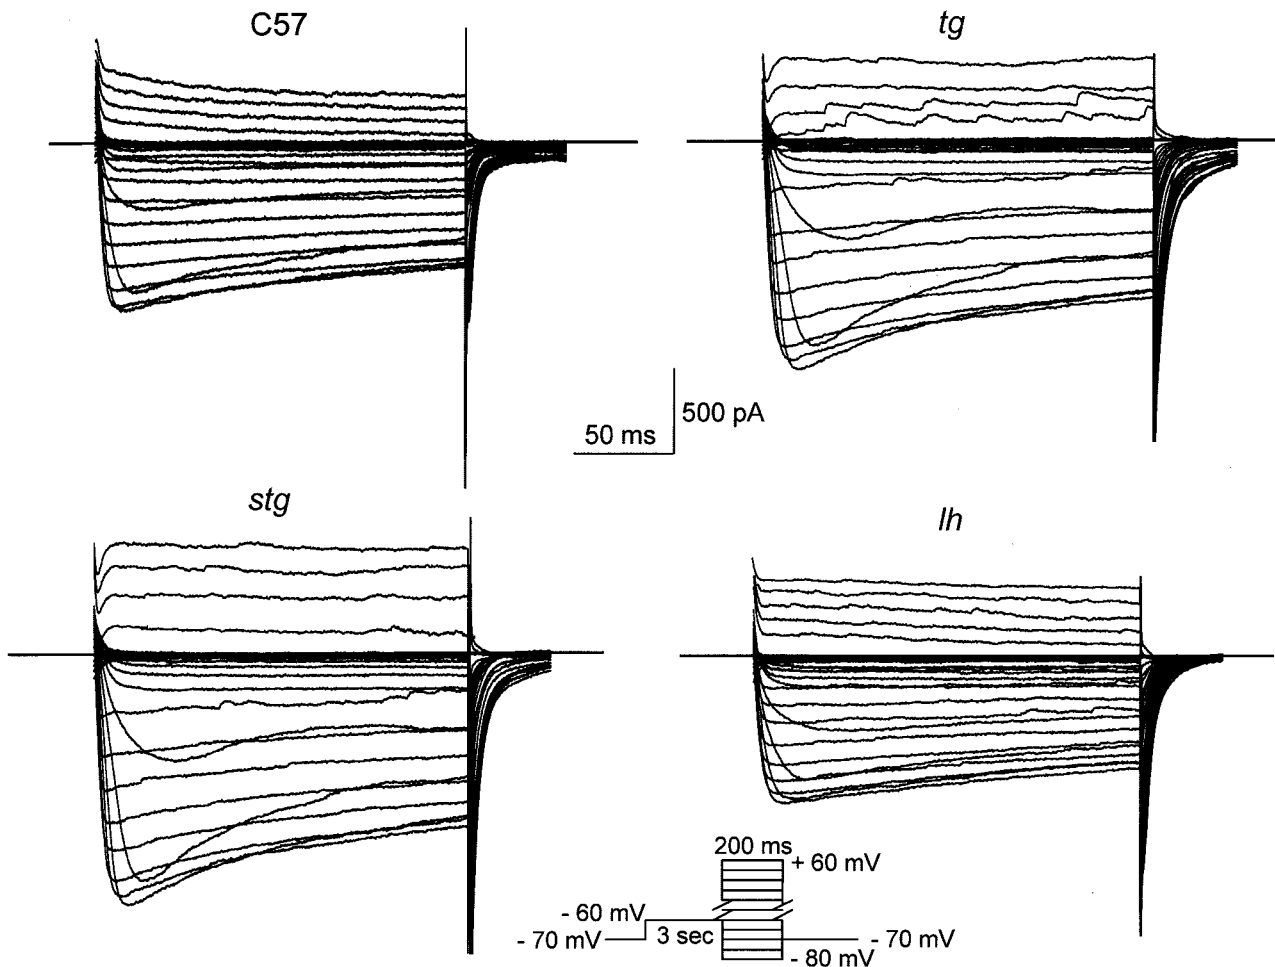 C57
tg
500 pA
50 ms
stg
lh
200 ms
+ 60 mV
- 60 mV
- 70 mV
3 sec
- 70 mV
- 80 mV